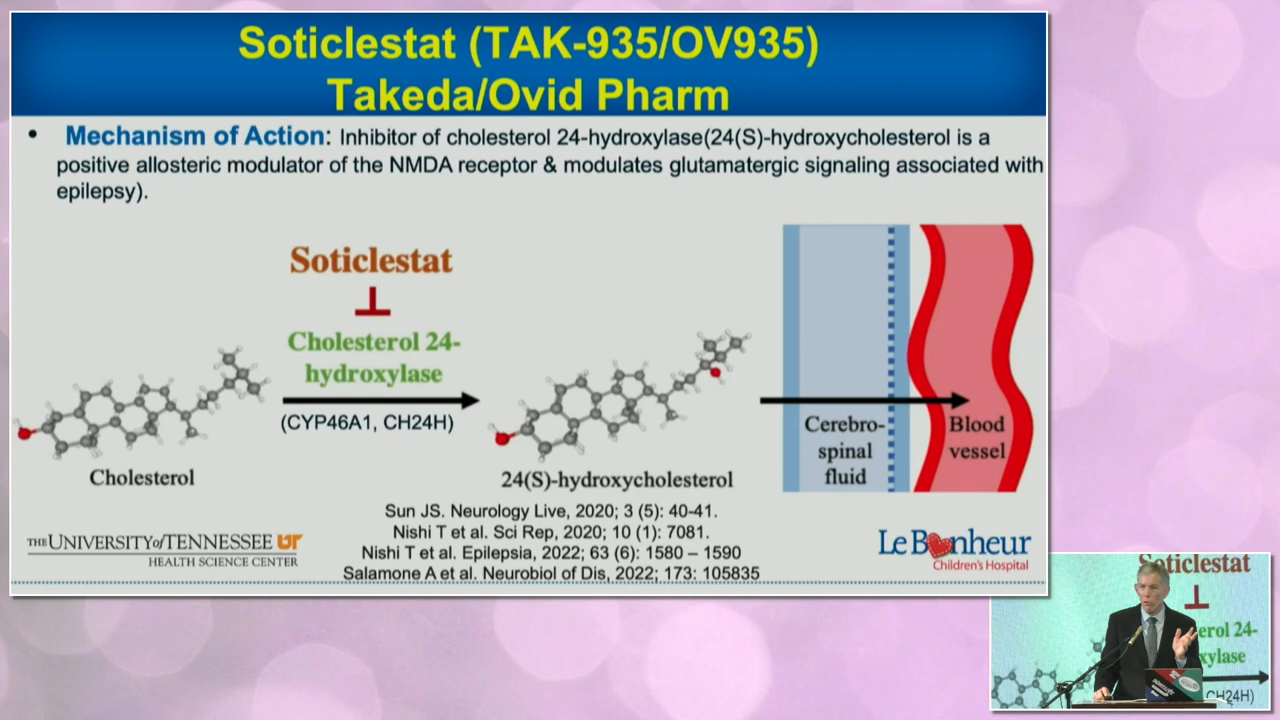 Soticlestat (TAK-935/OV935)
Takeda/Ovid Pharm
• Mechanism of Action: Inhibitor of cholesterol 24-hydroxylase(24(S)-hydroxycholesterol is a
positive allosteric modulator of the NMDA receptor & modulates glutamatergic signaling associated with
epilepsy).
Soticlestat
Cholesterol 24-
hydroxylase
(CYP46A1, CH24H)
Cholesterol
24(S)-hydroxycholesterol
Cerebro-
spinal
fluid
Blood
vessel
Sun JS. Neurology Live, 2020; 3 (5): 40-41.
Nishi T et al. Sci Rep, 2020; 10 (1): 7081.
Nishi T et al. Epilepsia, 2022; 63 (6): 1580 – 1590
Salamone A et al. Neurobiol of Dis, 2022; 173: 105835
THE UNIVERSITY of TENNESSEE UT
HEALTH SCIENCE CENTER
Le Bonheur
Children's Hospital
Soticlestat
erol 24-
xylase
CH24H)